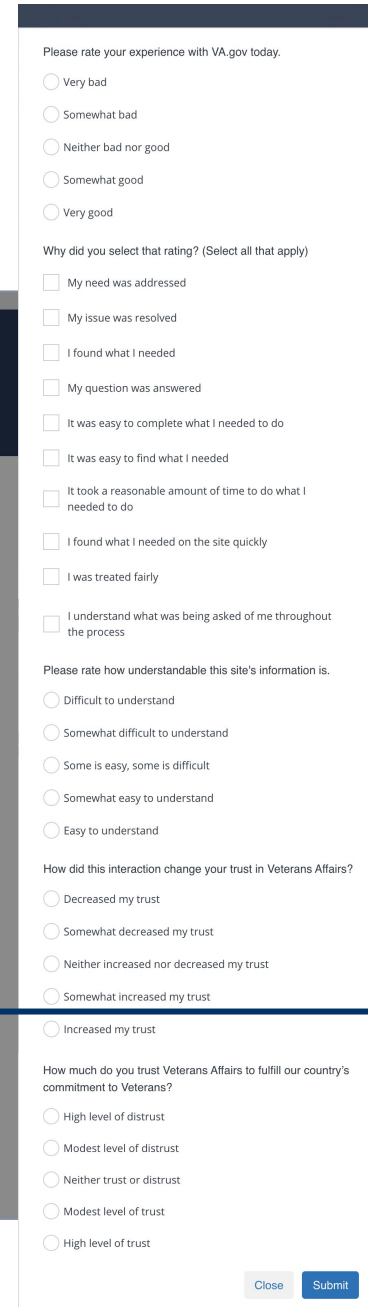 Please rate your experience with VA.gov today.
Very bad
Somewhat bad
Neither bad nor good
Somewhat good
Very good
Why did you select that rating? (Select all that apply)
My need was addressed
My issue was resolved
I found what I needed
My question was answered
It was easy to complete what I needed to do
It was easy to find what I needed
It took a reasonable amount of time to do what I
needed to do
I found what I needed on the site quickly
I was treated fairly
I understand what was being asked of me throughout
the process
Please rate how understandable this site's information is.
Difficult to understand
Somewhat difficult to understand
Some is easy, some is difficult
Somewhat easy to understand
Easy to understand
How did this interaction change your trust in Veterans Affairs?
Decreased my trust
Somewhat decreased my trust
Neither increased nor decreased my trust
Somewhat increased my trust
Increased my trust
How much do you trust Veterans Affairs to fulfill our country's
commitment to Veterans?
High level of distrust
Modest level of distrust
Neither trust or distrust
Modest level of trust
High level of trust
Close Submit